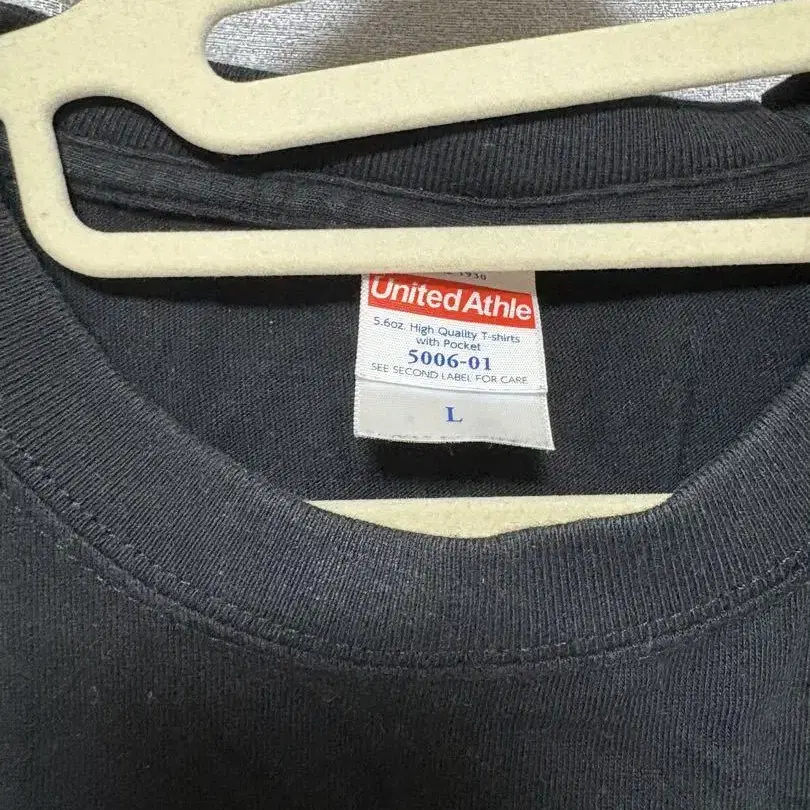 United Athle
5.6oz. High Quality T-shirts
with Pocket
5006-01
SEE SECOND LABEL FOR CARE
L